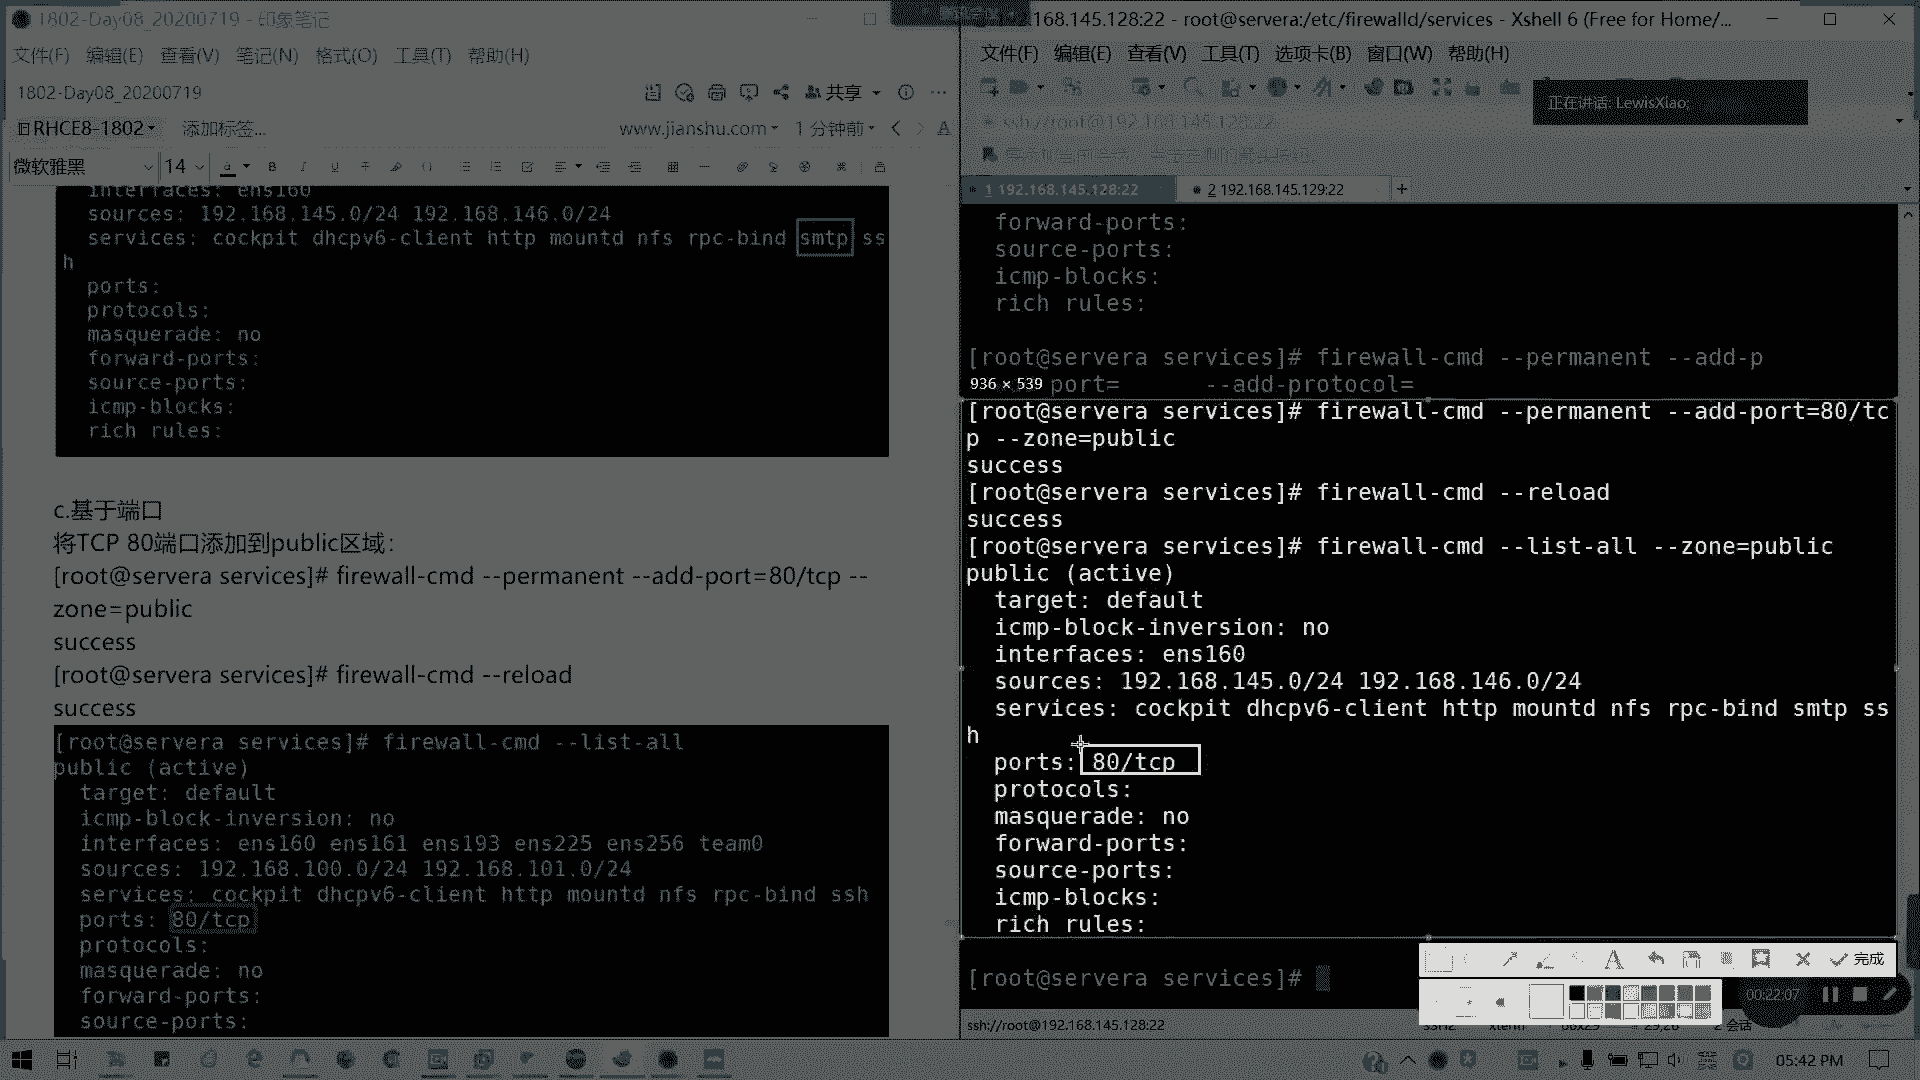 1802-Day08_20200719 - 印象笔记
文件(F) 编辑(E) 查看(V) 笔记(N) 格式(O) 工具(T) 帮助(H)
1802-Day08_20200719
共享
RHCE8-1802
添加标签...
www.jianshu.com
1 分钟前
微软雅黑
14
interfaces: ens160
sources: 192.168.145.0/24 192.168.146.0/24
services: cockpit dhcpv6-client http mountd nfs rpc-bind smtp ss
h
ports:
protocols:
masquerade: no
forward-ports:
source-ports:
icmp-blocks:
rich rules:
c.基于端口
将TCP 80端口添加到public区域:
[root@servera services]# firewall-cmd --permanent --add-port=80/tcp --
zone=public
success
[root@servera services]# firewall-cmd --reload
success
[root@servera services]# firewall-cmd --list-all
public (active)
target: default
icmp-block-inversion: no
interfaces: ens160 ens161 ens193 ens225 ens256 team0
sources: 192.168.100.0/24 192.168.101.0/24
services: cockpit dhcpv6-client http mountd nfs rpc-bind ssh
ports: 80/tcp
protocols:
masquerade: no
forward-ports:
source-ports:
168.145.128:22 - root@servera:/etc/firewalld/services - Xshell 6 (Free for Home/...
文件(F) 编辑(E) 查看(V) 工具(T) 选项卡(B) 窗口(W) 帮助(H)
正在讲话: LewisXiao;
ssh://root@192.168.145.128:22
1 192.168.145.128:22
2 192.168.145.129:22
forward-ports:
source-ports:
icmp-blocks:
rich rules:
[root@servera services]# firewall-cmd --permanent --add-p
936 × 539
port= --add-protocol=
[root@servera services]# firewall-cmd --permanent --add-port=80/tc
p --zone=public
success
[root@servera services]# firewall-cmd --reload
success
[root@servera services]# firewall-cmd --list-all --zone=public
public (active)
target: default
icmp-block-inversion: no
interfaces: ens160
sources: 192.168.145.0/24 192.168.146.0/24
services: cockpit dhcpv6-client http mountd nfs rpc-bind smtp ss
h
ports: 80/tcp
protocols:
masquerade: no
forward-ports:
source-ports:
icmp-blocks:
rich rules:
完成
[root@servera services]#
00:22:07
ssh://root@192.168.145.128:22
05:42 PM